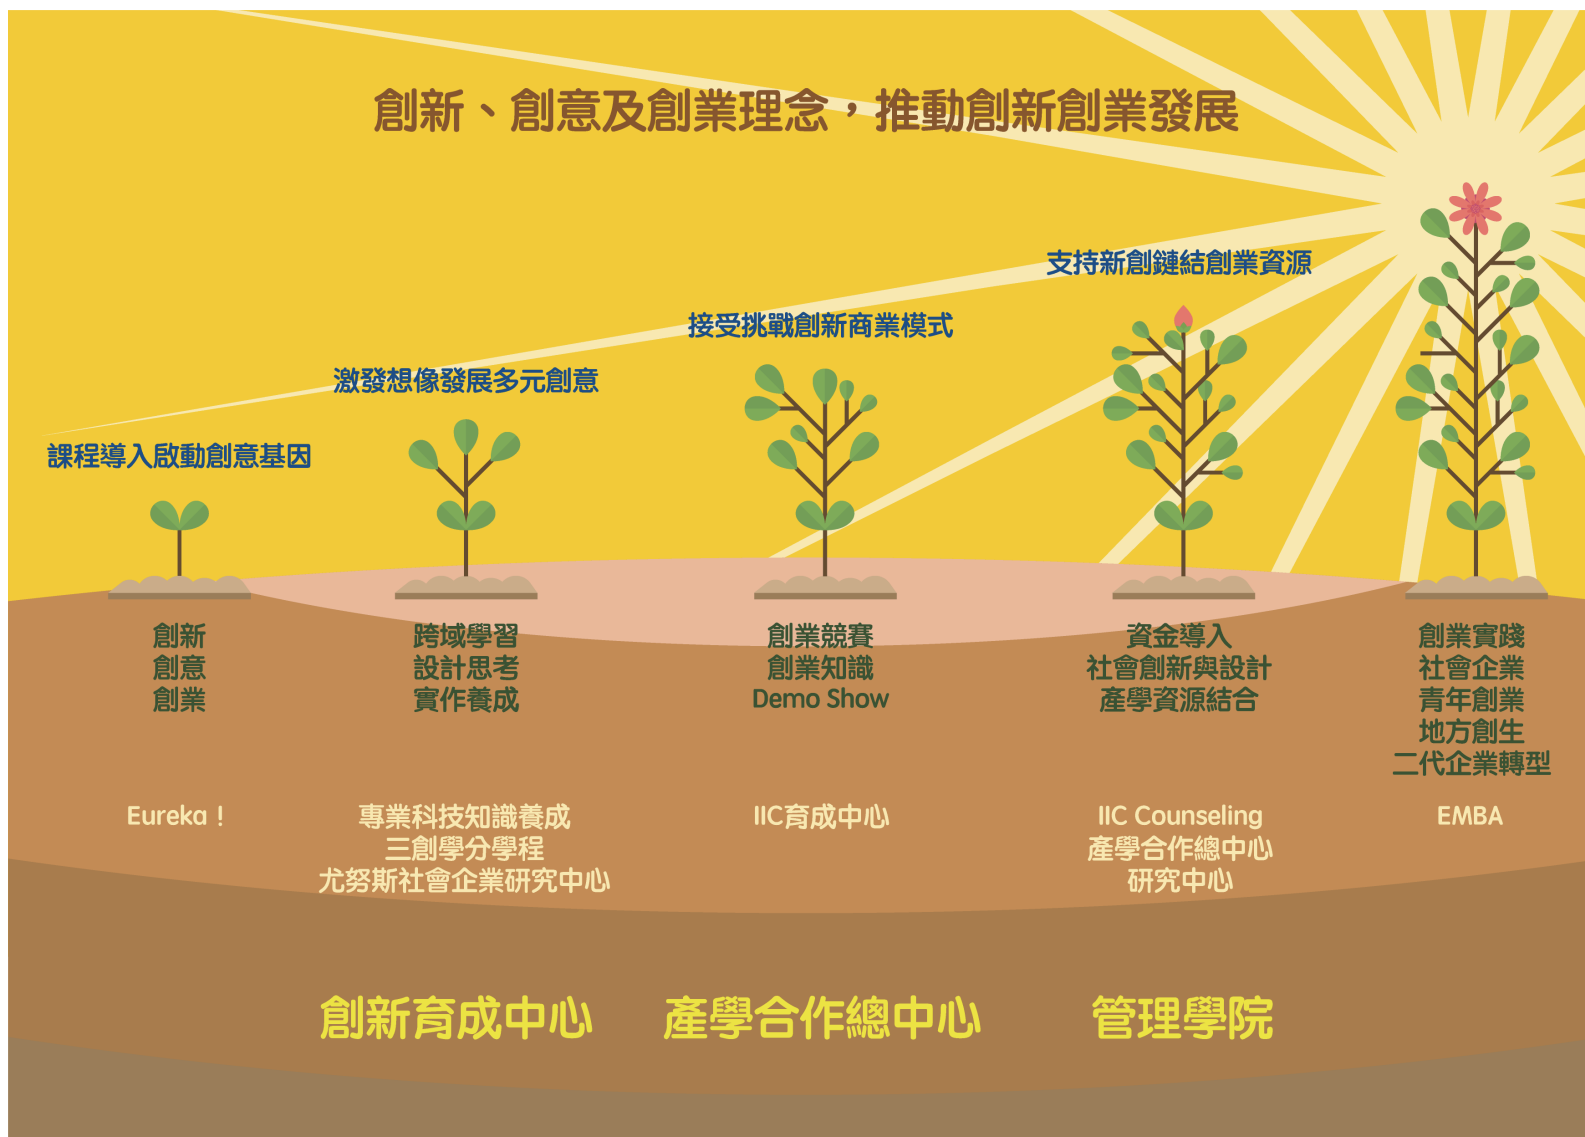 創新、創意及創業理念，推動創新創業發展
支持新創鏈結創業資源
接受挑戰創新商業模式
激發想像發展多元創意
課程導入啟動創意基因
創新
創意
創業
跨域學習
設計思考
實作養成
創業競賽
創業知識
Demo Show
資金導入
社會創新與設計
產學資源結合
創業實踐
社會企業
青年創業
地方創生
二代企業轉型
Eureka！
專業科技知識養成
三創學分學程
尤努斯社會企業研究中心
IIC育成中心
IIC Counseling
產學合作總中心
研究中心
EMBA
創新育成中心
產學合作總中心
管理學院